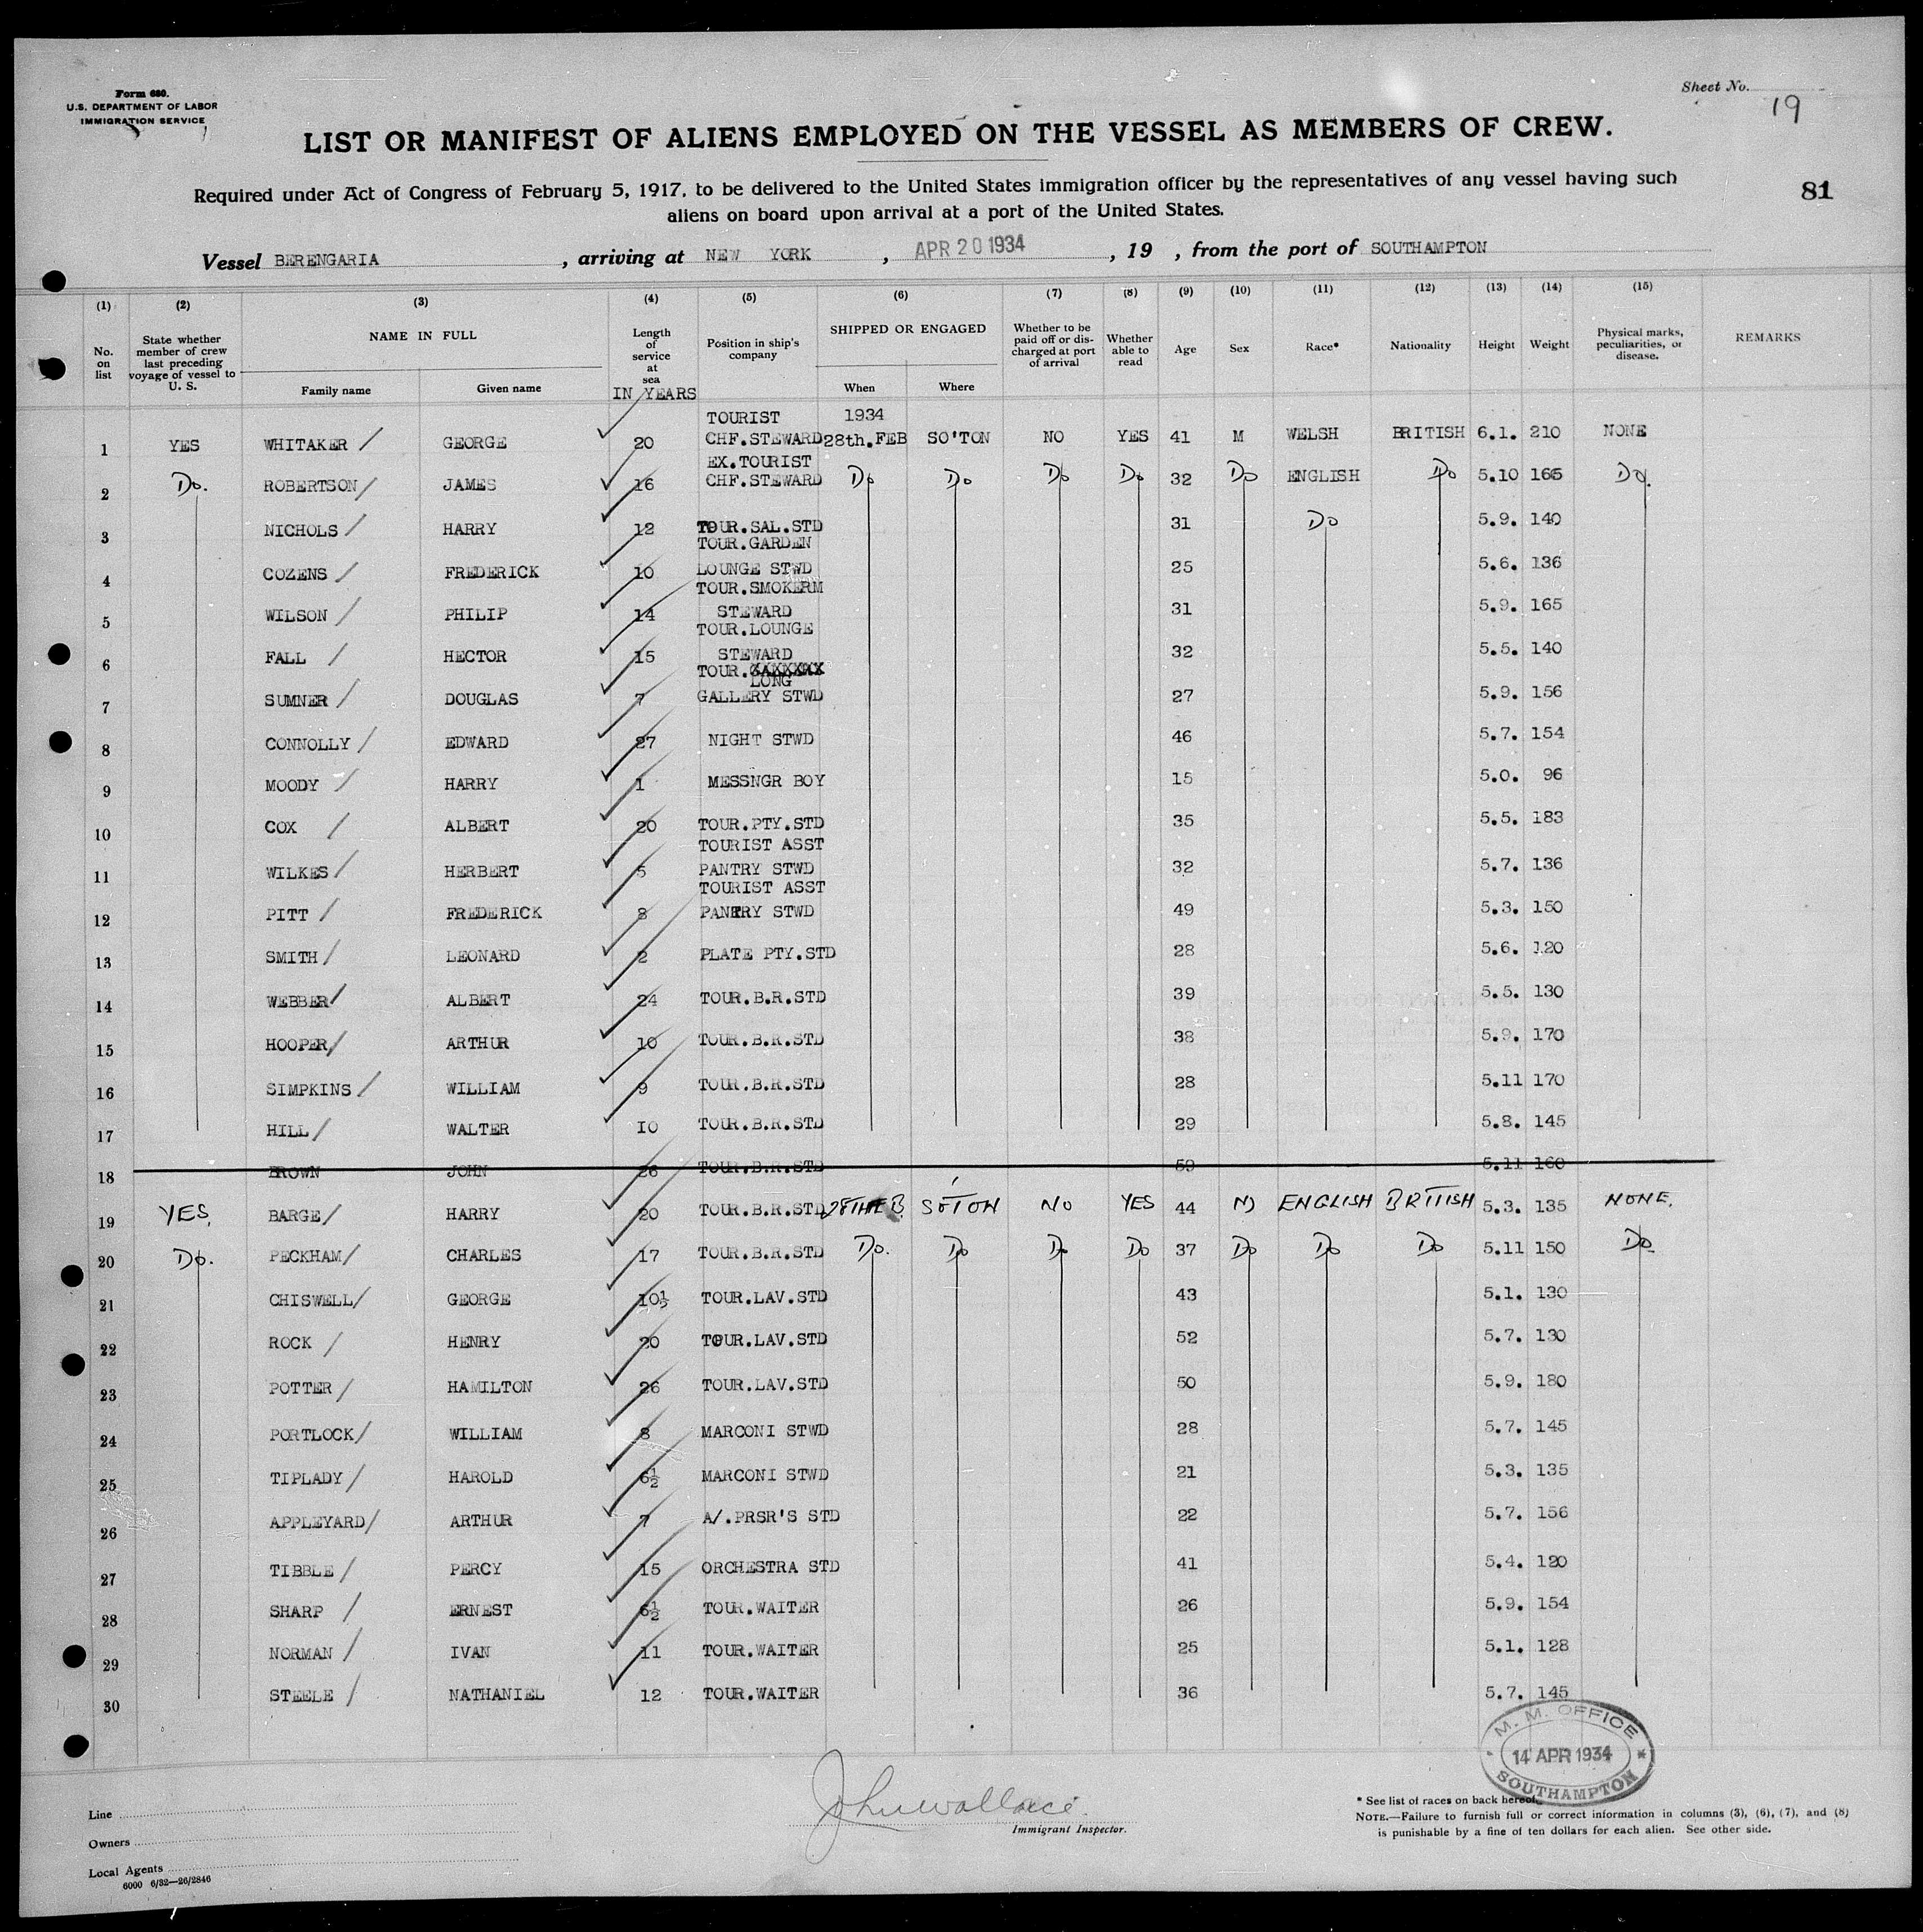 Form 680.
U.S. DEPARTMENT OF LABOR
IMMIGRATION SERVICE
Sheet No.
19
LIST OR MANIFEST OF ALIENS EMPLOYED ON THE VESSEL AS MEMBERS OF CREW.
Required under Act of Congress of February 5, 1917, to be delivered to the United States immigration officer by the representatives of any vessel having such
aliens on board upon arrival at a port of the United States.
81
Vessel BERENGARIA , arriving at NEW YORK , APR 20 1934 , 19 , from the port of SOUTHAMPTON
(1) (2) (3) (4) (5) (6) (7) (8) (9) (10) (11) (12) (13) (14) (15)
No. on list
State whether member of crew last preceding voyage of vessel to U. S.
NAME IN FULL
Family name Given name
Length of service at sea
IN YEARS
Position in ship's company
SHIPPED OR ENGAGED
When Where
Whether to be paid off or discharged at port of arrival
Whether able to read
Age Sex Race* Nationality Height Weight
Physical marks, peculiarities, or disease.
REMARKS
TOURIST 1934
1 YES WHITAKER GEORGE 20 CHF.STEWARD 28th.FEB SO'TON NO YES 41 M WELSH BRITISH 6.1. 210 NONE
EX.TOURIST
2 Do. ROBERTSON JAMES 16 CHF.STEWARD Do Do Do Do 32 Do ENGLISH Do 5.10 165 Do.
3 NICHOLS HARRY 12 TOUR.SAL.STD 31 Do 5.9. 140
TOUR.GARDEN
4 COZENS FREDERICK 10 LOUNGE STWD 25 5.6. 136
TOUR.SMOKERM
5 WILSON PHILIP 14 STEWARD 31 5.9. 165
TOUR.LOUNGE
6 FALL HECTOR 15 STEWARD 32 5.5. 140
TOUR.
LONG
7 SUMNER DOUGLAS 7 GALLERY STWD 27 5.9. 156
8 CONNOLLY EDWARD 27 NIGHT STWD 46 5.7. 154
9 MOODY HARRY 1 MESSNGR BOY 15 5.0. 96
10 COX ALBERT 20 TOUR.PTY.STD 35 5.5. 183
TOURIST ASST
11 WILKES HERBERT 5 PANTRY STWD 32 5.7. 136
TOURIST ASST
12 PITT FREDERICK 8 PANTRY STWD 49 5.3. 150
13 SMITH LEONARD 2 PLATE PTY.STD 28 5.6. 120
14 WEBBER ALBERT 24 TOUR.B.R.STD 39 5.5. 130
15 HOOPER ARTHUR 10 TOUR.B.R.STD 38 5.9. 170
16 SIMPKINS WILLIAM 9 TOUR.B.R.STD 28 5.11 170
17 HILL WALTER IO TOUR.B.R.STD 29 5.8. 145
18 BROWN JOHN 26 TOUR.B.R.STD 59 5.11 160
19 YES. BARGE HARRY 20 TOUR.B.R.STD 28THFEB SO'TON NO YES 44 M ENGLISH BRITISH 5.3. 135 NONE.
20 Do. PECKHAM CHARLES 17 TOUR.B.R.STD Do. Do Do Do 37 Do Do Do 5.11 150 Do
21 CHISWELL GEORGE 10½ TOUR.LAV.STD 43 5.1. 130
22 ROCK HENRY 20 TOUR.LAV.STD 52 5.7. 130
23 POTTER HAMILTON 26 TOUR.LAV.STD 50 5.9. 180
24 PORTLOCK WILLIAM 8 MARCONI STWD 28 5.7. 145
25 TIPLADY HAROLD 6½ MARCONI STWD 21 5.3. 135
26 APPLEYARD ARTHUR 7 A/.PRSR'S STD 22 5.7. 156
27 TIBBLE PERCY 15 ORCHESTRA STD 41 5.4. 120
28 SHARP ERNEST 6½ TOUR.WAITER 26 5.9. 154
29 NORMAN IVAN 11 TOUR.WAITER 25 5.1. 128
30 STEELE NATHANIEL 12 TOUR.WAITER 36 5.7. 145
M. M. OFFICE
14 APR 1934
SOUTHAMPTON
John Wallace
Immigrant Inspector.
Line
Owners
Local Agents
6000 6/32—26/2846
* See list of races on back hereof.
NOTE.—Failure to furnish full or correct information in columns (3), (6), (7), and (8)
is punishable by a fine of ten dollars for each alien. See other side.